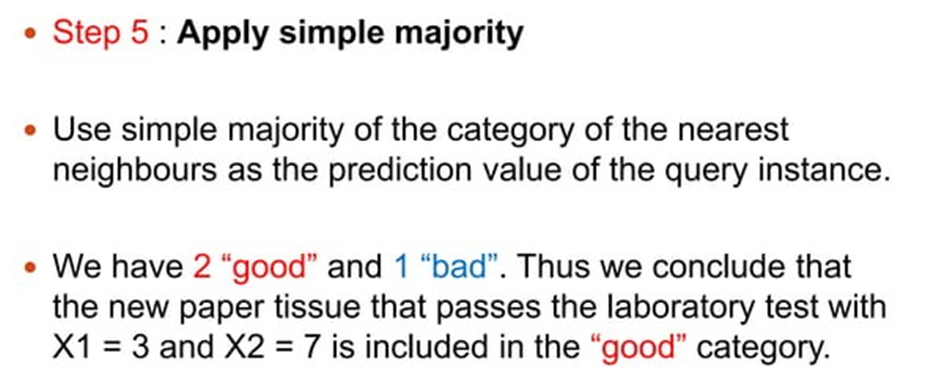 • Step 5 : Apply simple majority
• Use simple majority of the category of the nearest
neighbours as the prediction value of the query instance.
• We have 2 “good” and 1 “bad”. Thus we conclude that
the new paper tissue that passes the laboratory test with
X1 = 3 and X2 = 7 is included in the “good” category.